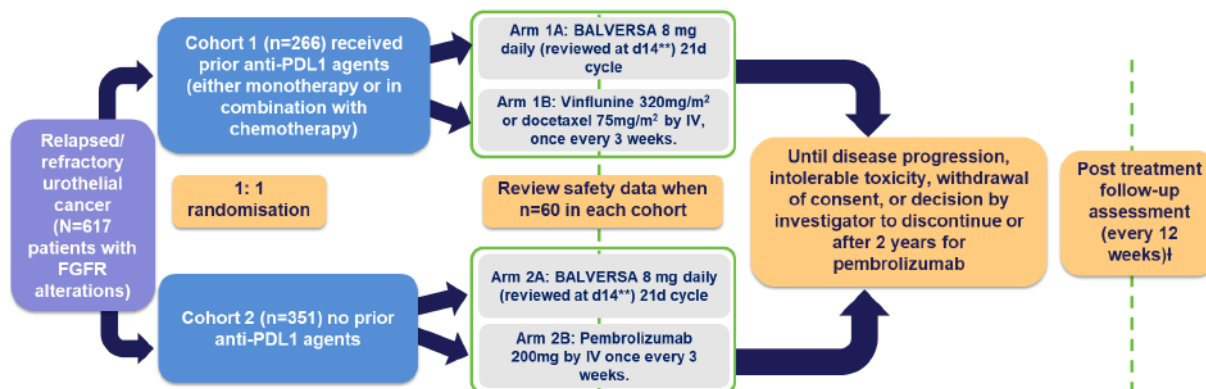 Relapsed/
refractory
urothelial
cancer
(N=617
patients with
FGFR
alterations)
Cohort 1 (n=266) received
prior anti-PDL1 agents
(either monotherapy or in
combination with
chemotherapy)
1: 1
randomisation
Cohort 2 (n=351) no prior
anti-PDL1 agents
Arm 1A: BALVERSA 8 mg
daily (reviewed at d14**) 21d
cycle
Arm 1B: Vinflunine 320mg/m²
or docetaxel 75mg/m² by IV,
once every 3 weeks.
Review safety data when
n=60 in each cohort
Arm 2A: BALVERSA 8 mg daily
(reviewed at d14**) 21d cycle
Arm 2B: Pembrolizumab
200mg by IV once every 3
weeks.
Until disease progression,
intolerable toxicity, withdrawal
of consent, or decision by
investigator to discontinue or
after 2 years for
pembrolizumab
Post treatment
follow-up
assessment
(every 12
weeks)ƚ